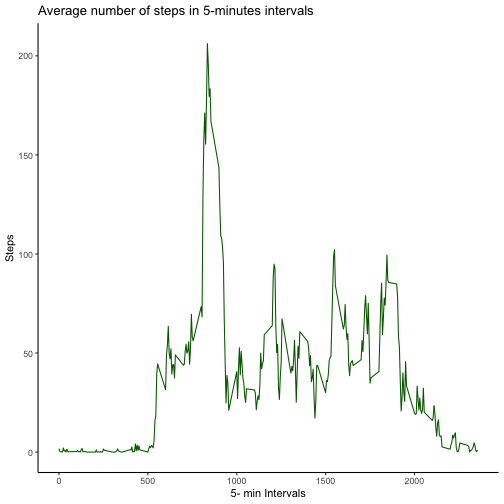 Average number of steps in 5-minutes intervals
Steps
200
150
100
50
0
0 500 1000 1500 2000
5- min Intervals